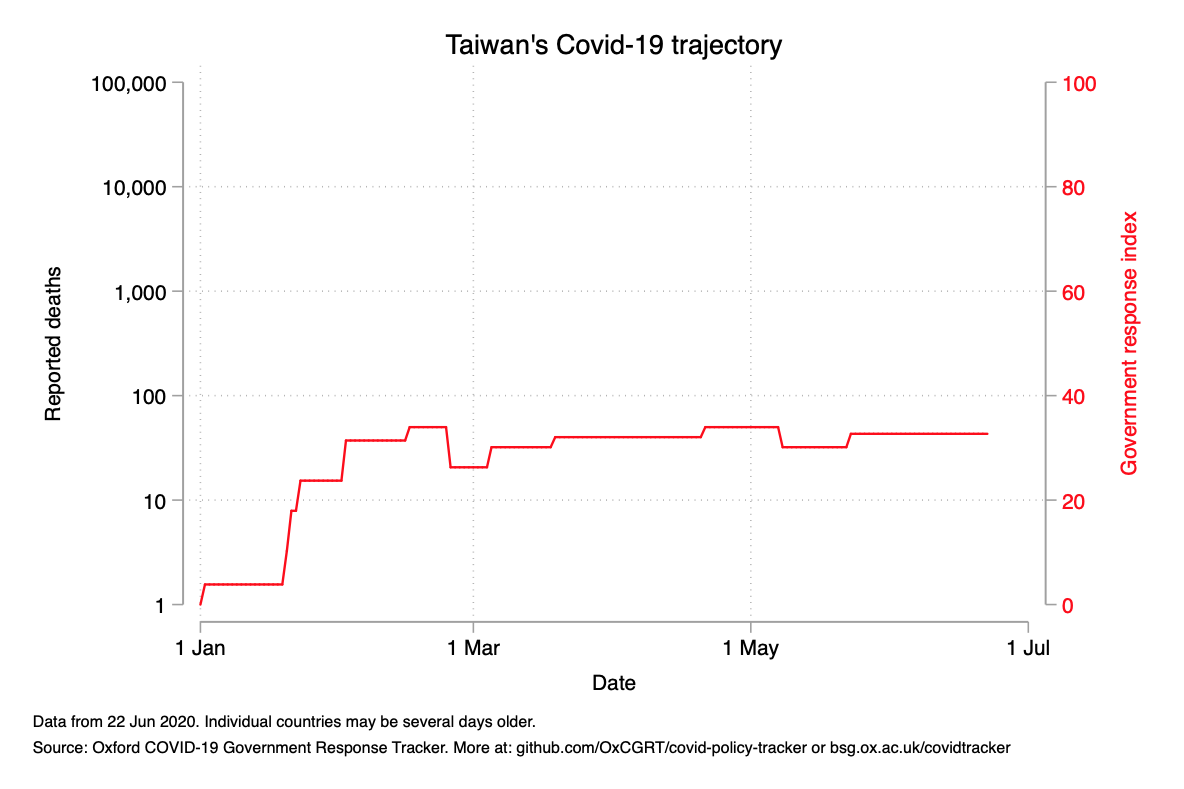 Taiwan's Covid-19 trajectory
100,000
10,000
1,000
100
10
1
Reported deaths
100
80
60
40
20
0
Government response index
1 Jan
1 Mar
1 May
1 Jul
Date
Data from 22 Jun 2020. Individual countries may be several days older.
Source: Oxford COVID-19 Government Response Tracker. More at: github.com/OxCGRT/covid-policy-tracker or bsg.ox.ac.uk/covidtracker